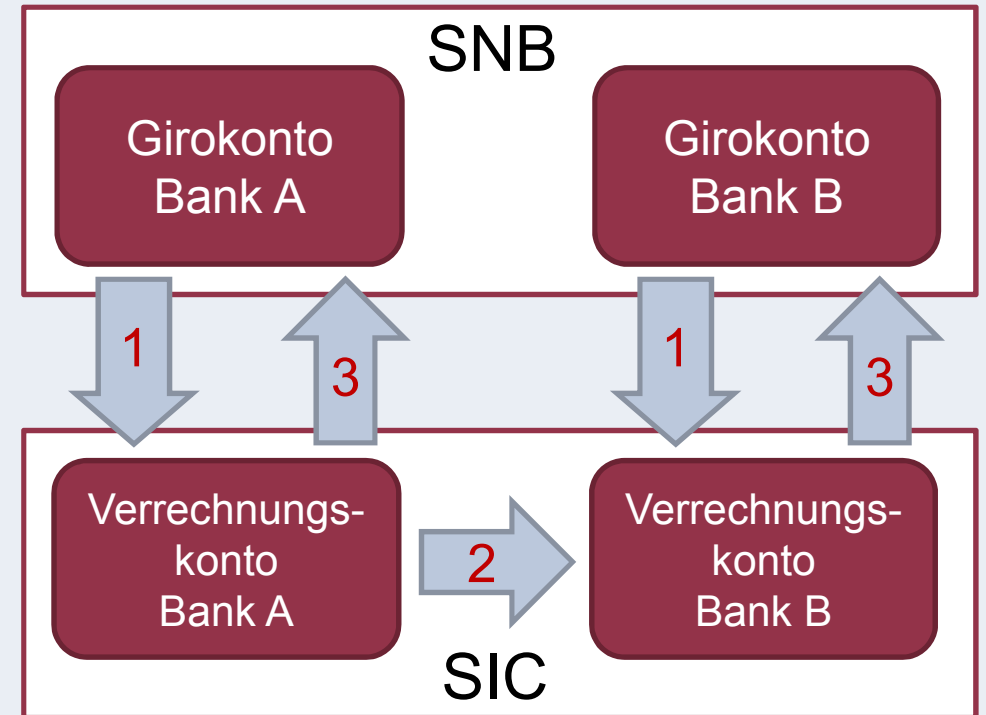 SNB
Girokonto
Bank A
Girokonto
Bank B
1
3
1
3
Verrechnungs-
konto
Bank A
2
Verrechnungs-
konto
Bank B
SIC